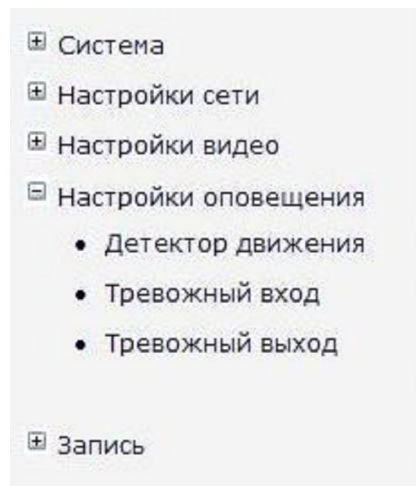 Система
Настройки сети
Настройки видео
Настройки оповещения
Детектор движения
Тревожный вход
Тревожный выход
Запись